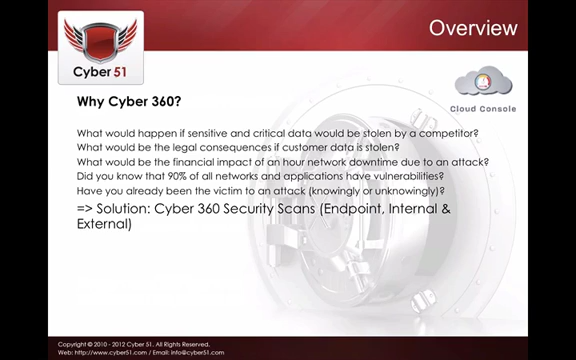 Overview
Cyber 51
Cloud Console
Why Cyber 360?
What would happen if sensitive and critical data would be stolen by a competitor?
What would be the legal consequences if customer data is stolen?
What would be the financial impact of an hour network downtime due to an attack?
Did you know that 90% of all networks and applications have vulnerabilities?
Have you already been the victim to an attack (knowingly or unknowingly)?
=> Solution: Cyber 360 Security Scans (Endpoint, Internal &
External)
Copyright © 2010 - 2012 Cyber 51. All Rights Reserved.
Web: http://www.cyber51.com / Email: info@cyber51.com